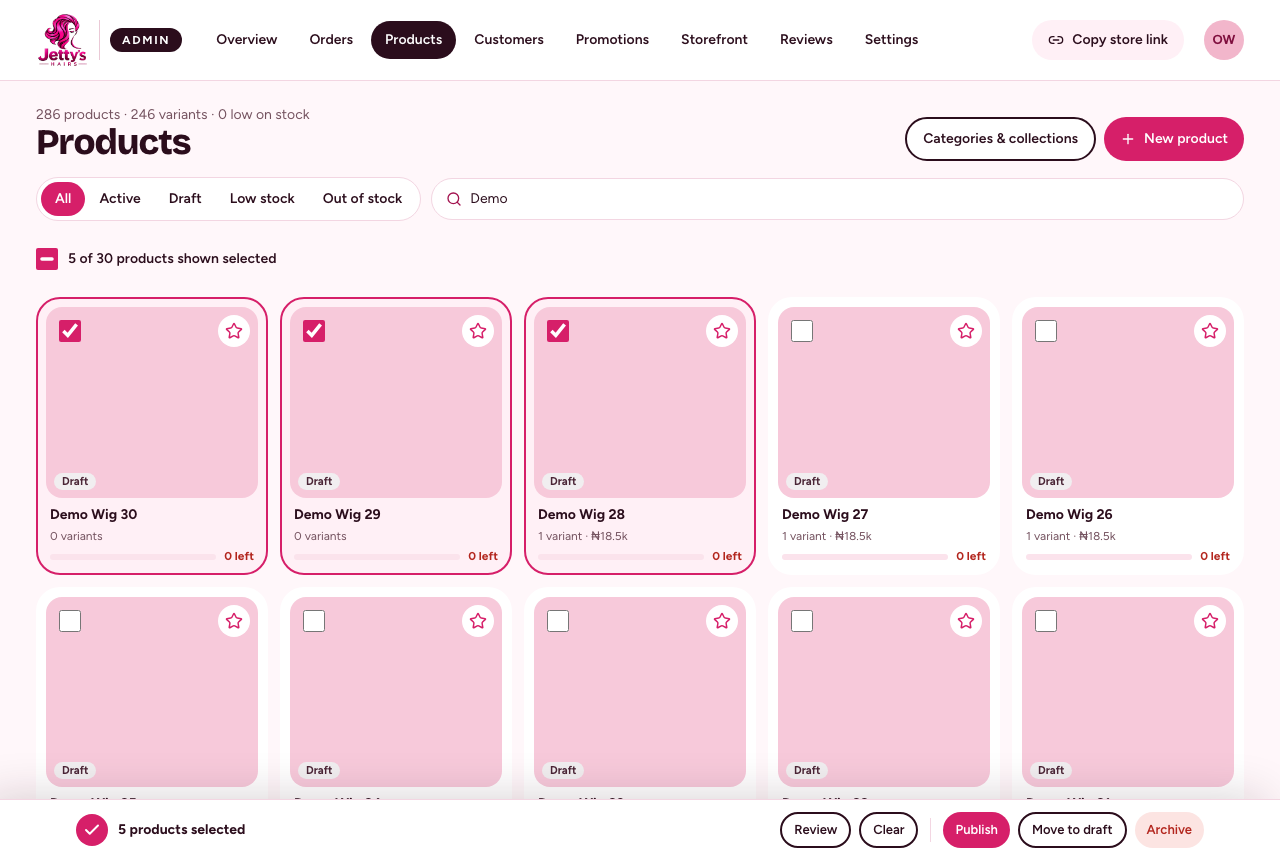 Jetty's
HAIRS
ADMIN
Overview
Orders
Products
Customers
Promotions
Storefront
Reviews
Settings
Copy store link
OW
286 products · 246 variants · 0 low on stock
Products
Categories & collections
New product
All
Active
Draft
Low stock
Out of stock
Demo
5 of 30 products shown selected
Draft
Draft
Draft
Draft
Draft
Demo Wig 30
Demo Wig 29
Demo Wig 28
Demo Wig 27
Demo Wig 26
0 variants
0 variants
1 variant · ₦18.5k
1 variant · ₦18.5k
1 variant · ₦18.5k
0 left
0 left
0 left
0 left
0 left
Draft
Draft
Draft
Draft
Draft
5 products selected
Review
Clear
Publish
Move to draft
Archive